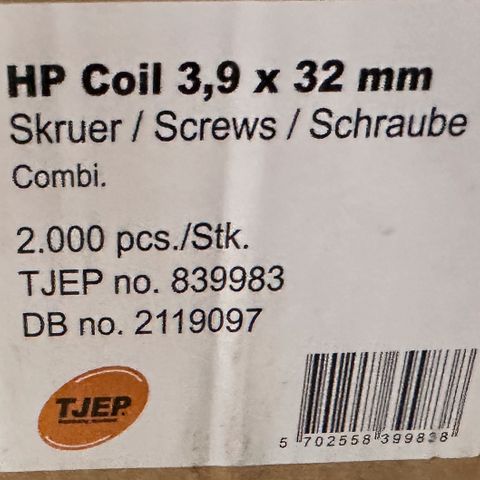 HP Coil 3,9 x 32 mm
Skruer / Screws / Schraube
Combi.
2.000 pcs./Stk.
TJEP no. 839983
DB no. 2119097
TJEP
5 702558 399838